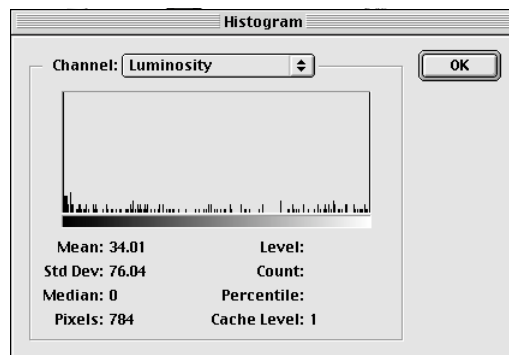 Histogram
Channel: Luminosity
OK
Mean: 34.01 Level:
Std Dev: 76.04 Count:
Median: 0 Percentile:
Pixels: 784 Cache Level: 1